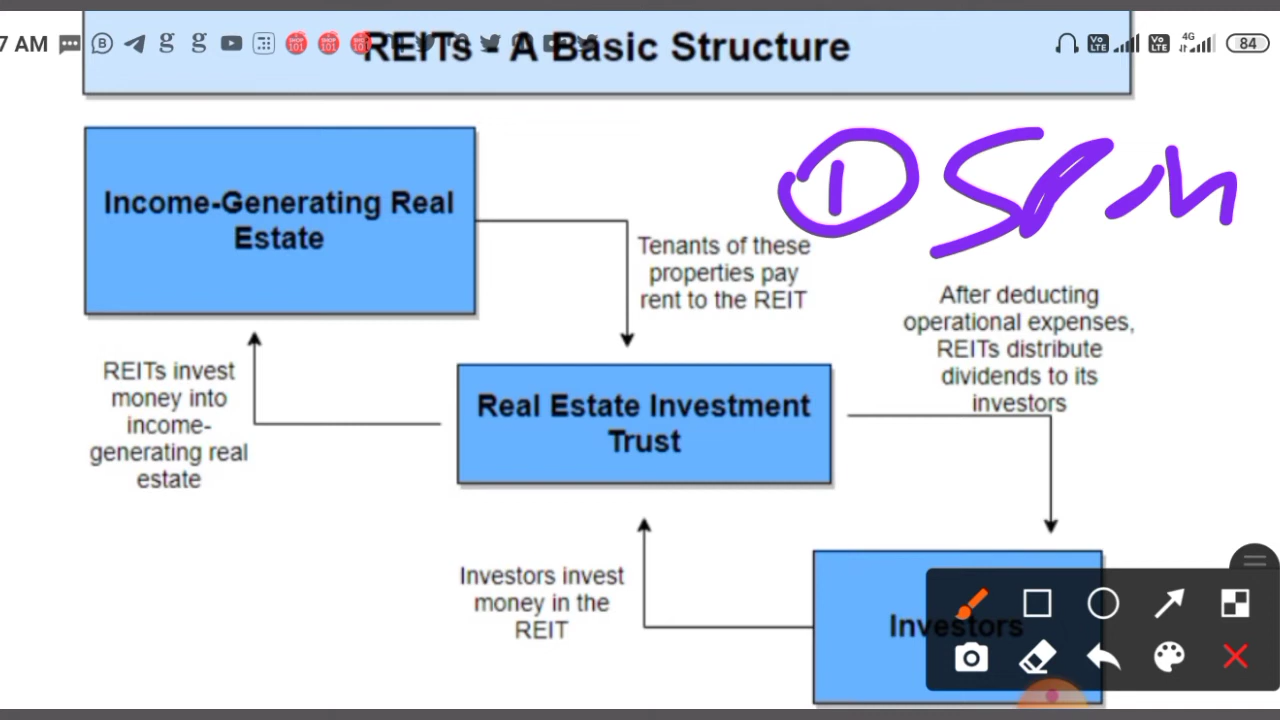 7 AM
84
REITs - A Basic Structure
Income-Generating Real
Estate
Tenants of these
properties pay
rent to the REIT
After deducting
operational expenses,
REITs distribute
dividends to its
investors
REITs invest
money into
income-
generating real
estate
Real Estate Investment
Trust
Investors invest
money in the
REIT
Investors